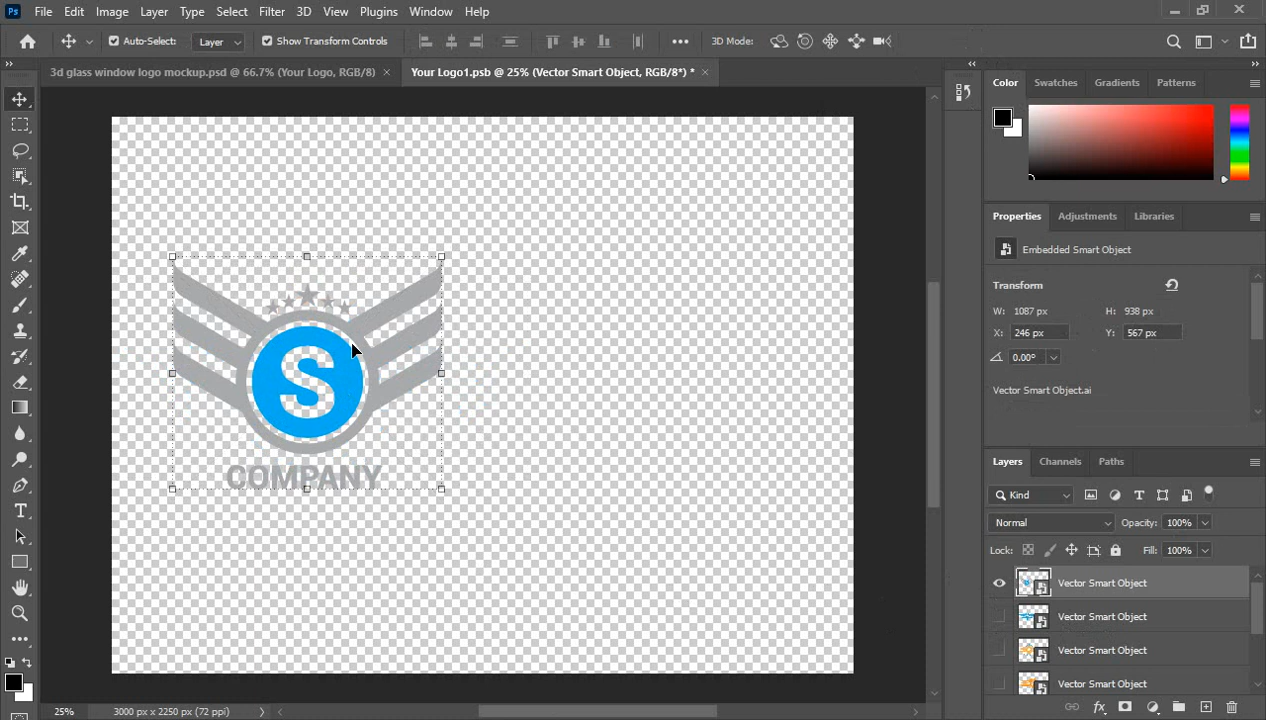 Ps File Edit Image Layer Type Select Filter 3D View Plugins Window Help
Auto-Select: Layer Show Transform Controls 3D Mode:
3d glass window logo mockup.psd @ 66.7% (Your Logo, RGB/8) × Your Logo1.psb @ 25% (Vector Smart Object, RGB/8*) * ×
Color Swatches Gradients Patterns
Properties Adjustments Libraries
Embedded Smart Object
Transform
W: 1087 px H: 938 px
X: 246 px Y: 567 px
0.00°
Vector Smart Object.ai
S
COMPANY
Layers Channels Paths
Kind
Normal Opacity: 100%
Lock: Fill: 100%
Vector Smart Object
Vector Smart Object
Vector Smart Object
Vector Smart Object
25% 3000 px x 2250 px (72 ppi)